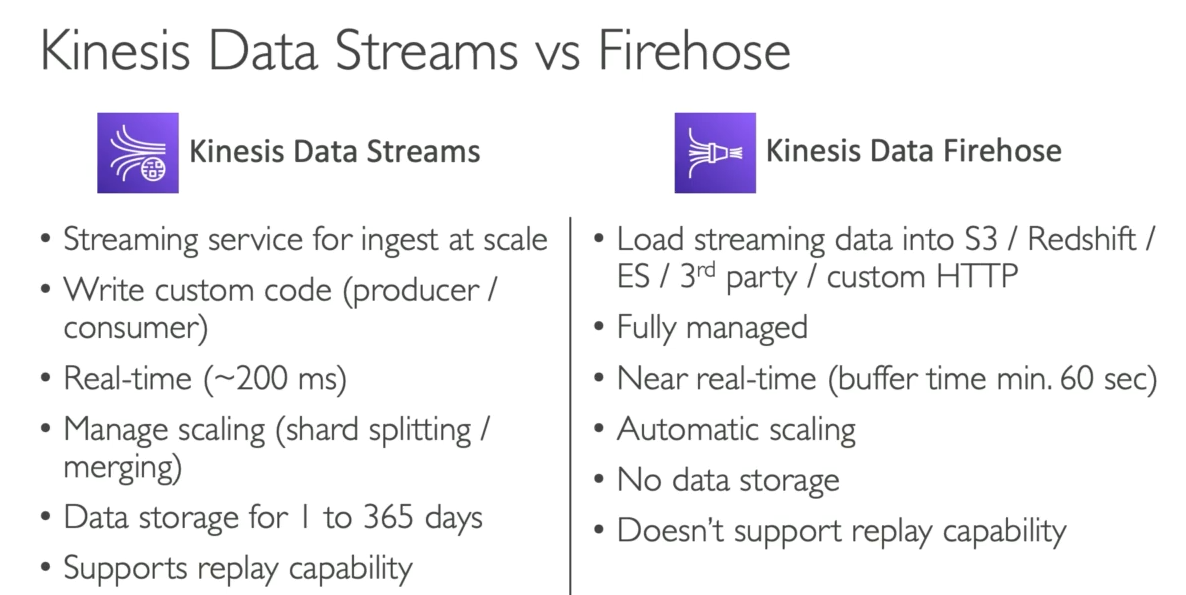 Kinesis Data Streams vs Firehose
Kinesis Data Streams
• Streaming service for ingest at scale
• Write custom code (producer /
consumer)
• Real-time (~200 ms)
• Manage scaling (shard splitting /
merging)
• Data storage for 1 to 365 days
• Supports replay capability
Kinesis Data Firehose
• Load streaming data into S3 / Redshift /
ES / 3rd party / custom HTTP
• Fully managed
• Near real-time (buffer time min. 60 sec)
• Automatic scaling
• No data storage
• Doesn’t support replay capability